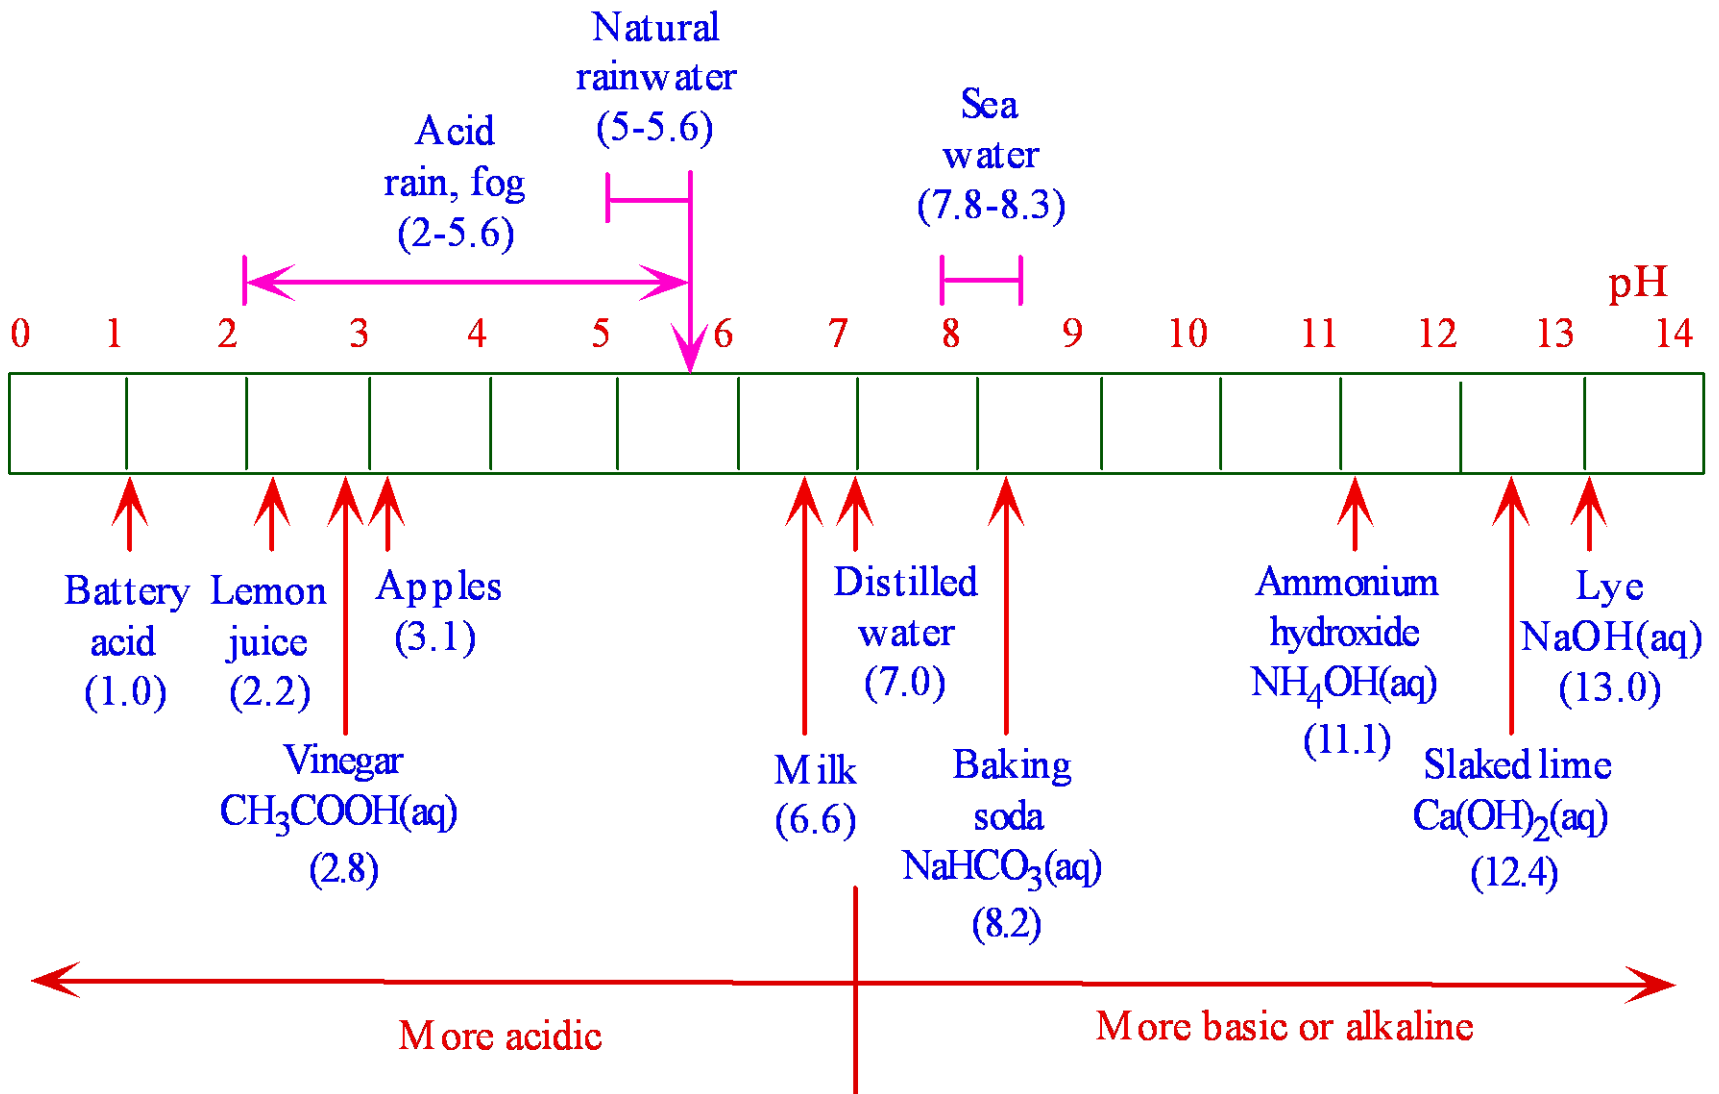 Natural
rainwater
(5-5.6)
Acid
rain, fog
(2-5.6)
Sea
water
(7.8-8.3)
pH
0 1 2 3 4 5 6 7 8 9 10 11 12 13 14
Battery
acid
(1.0)
Lemon
juice
(2.2)
Vinegar
CH3COOH(aq)
(2.8)
Apples
(3.1)
Milk
(6.6)
Distilled
water
(7.0)
Baking
soda
NaHCO3(aq)
(8.2)
Ammonium
hydroxide
NH4OH(aq)
(11.1)
Slaked lime
Ca(OH)2(aq)
(12.4)
Lye
NaOH(aq)
(13.0)
More acidic
More basic or alkaline